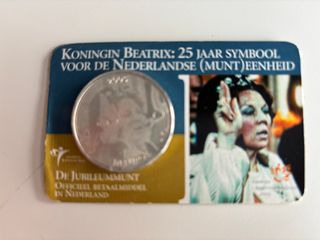 KONINGIN BEATRIX: 25 JAAR SYMBOOL
VOOR DE NEDERLANDSE (MUNT)EENHEID
DE JUBILEUMMUNT
OFFICIEEL BETAALMIDDEL
IN NEDERLAND